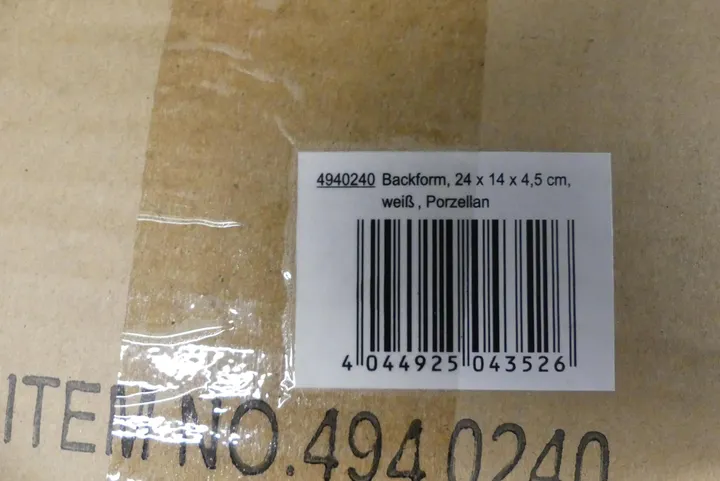 4940240 Backform, 24 x 14 x 4,5 cm,
weiß , Porzellan
4 044925 043526
ITEM NO.494 0240